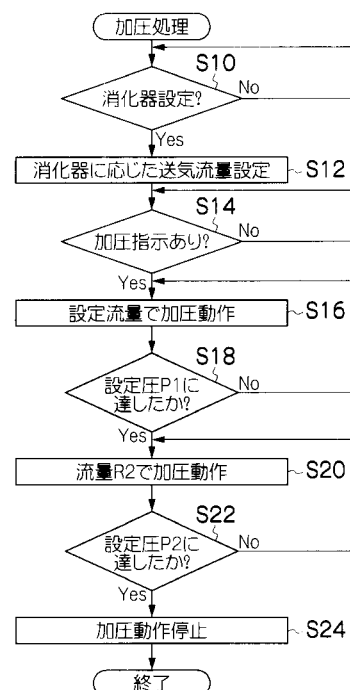 加圧処理
S10
消化器設定?
No
Yes
消化器に応じた送気流量設定
S12
S14
加圧指示あり?
No
Yes
設定流量で加圧動作
S16
S18
設定圧P1に
達したか?
No
Yes
流量R2で加圧動作
S20
S22
設定圧P2に
達したか?
No
Yes
加圧動作停止
S24
終了